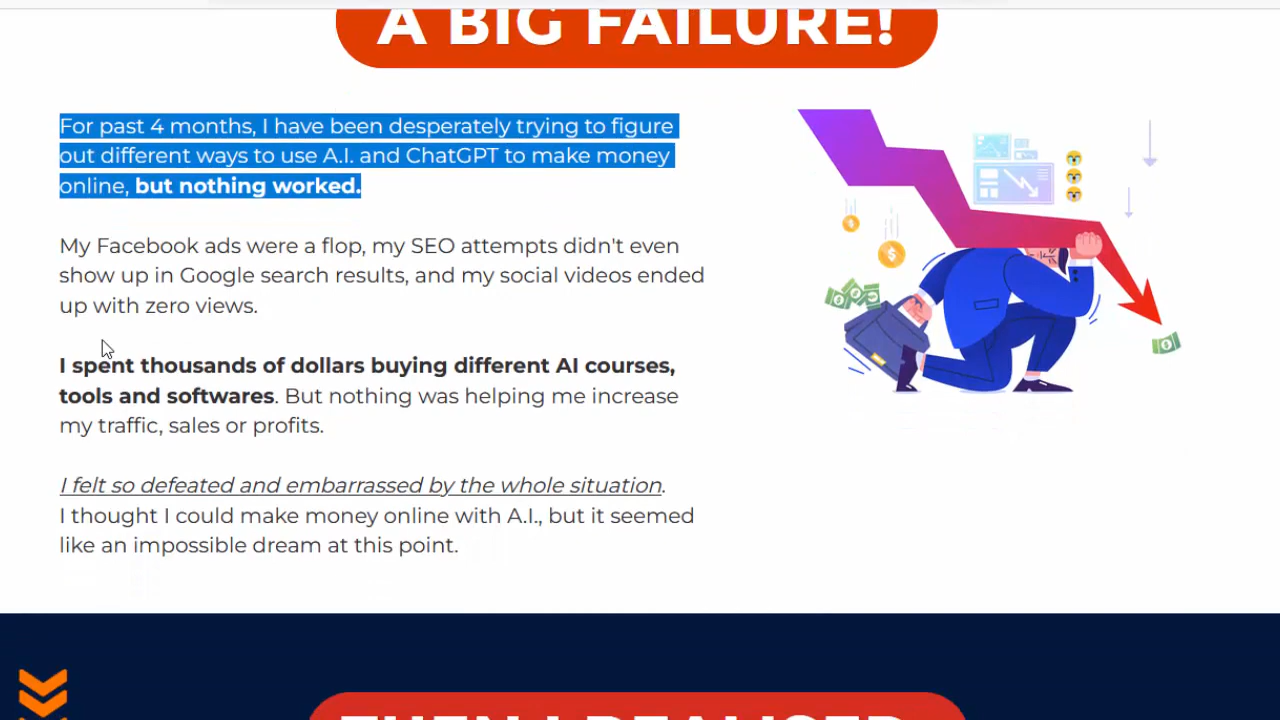 A BIG FAILURE!
For past 4 months, I have been desperately trying to figure
out different ways to use A.I. and ChatGPT to make money
online, but nothing worked.
My Facebook ads were a flop, my SEO attempts didn't even
show up in Google search results, and my social videos ended
up with zero views.
I spent thousands of dollars buying different AI courses,
tools and softwares. But nothing was helping me increase
my traffic, sales or profits.
I felt so defeated and embarrassed by the whole situation.
I thought I could make money online with A.I., but it seemed
like an impossible dream at this point.
THEN I REALISED